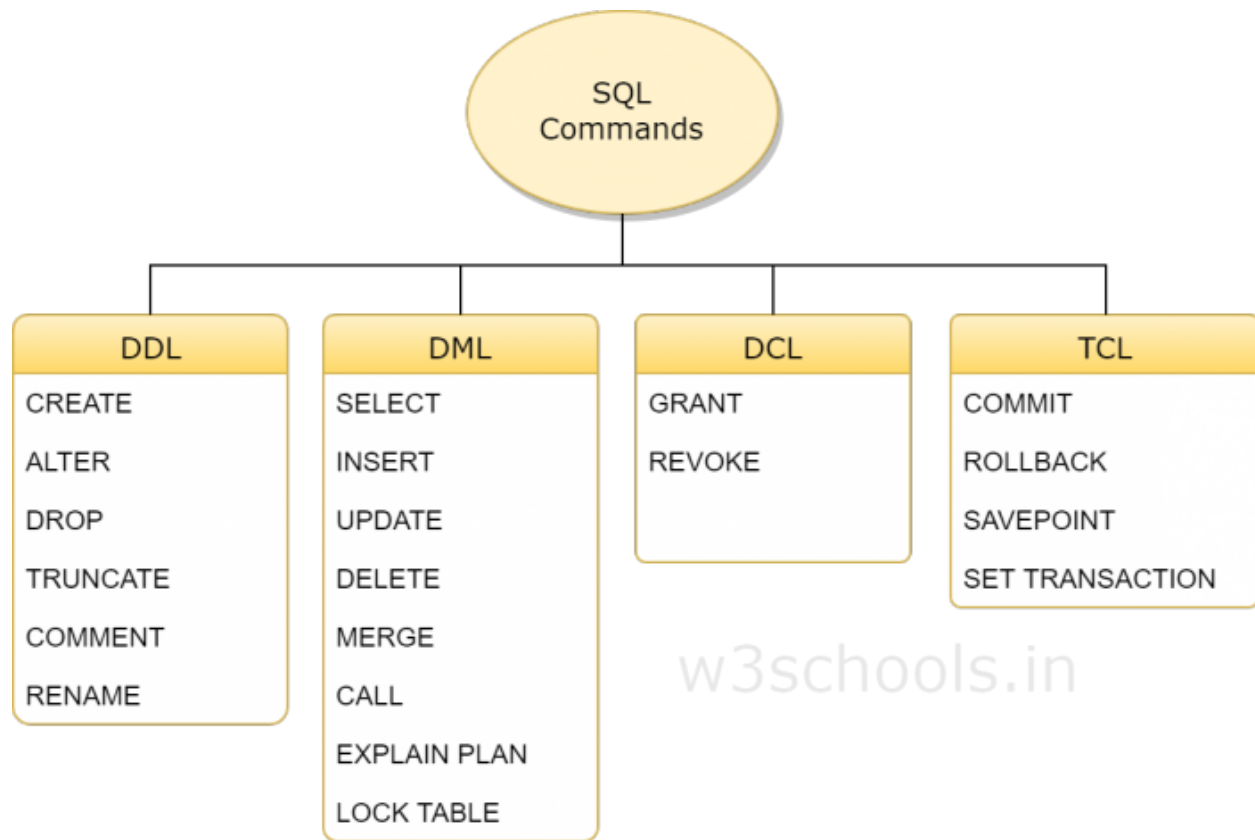 SQL
Commands
DDL
CREATE
ALTER
DROP
TRUNCATE
COMMENT
RENAME
DML
SELECT
INSERT
UPDATE
DELETE
MERGE
CALL
EXPLAIN PLAN
LOCK TABLE
DCL
GRANT
REVOKE
TCL
COMMIT
ROLLBACK
SAVEPOINT
SET TRANSACTION
w3schools.in